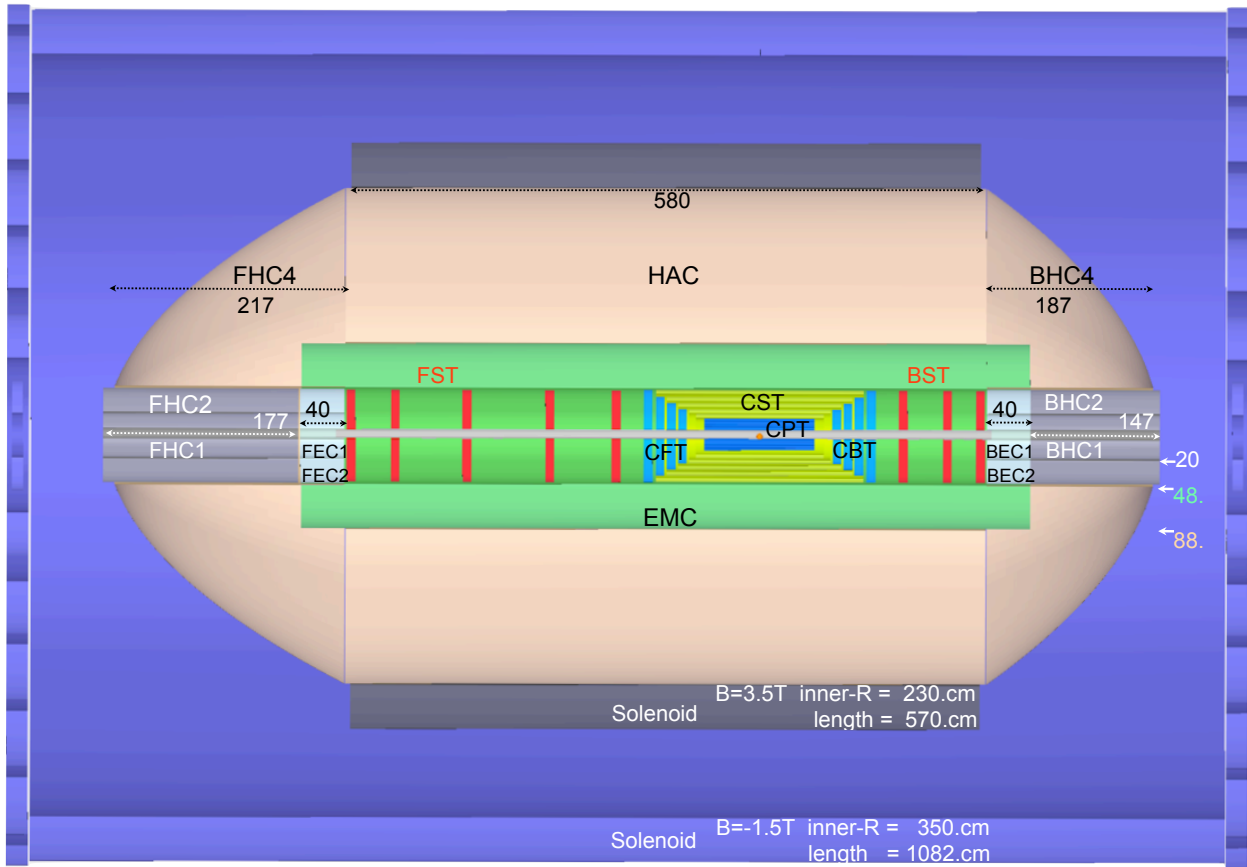 580
FHC4
HAC
BHC4
217
187
FST
BST
FHC2
40
CST
40
BHC2
177
CPT
147
FHC1
FEC1
CFT
CBT
BEC1
BHC1
20
FEC2
BEC2
48.
EMC
88.
B=3.5T inner-R = 230.cm
Solenoid
length = 570.cm
B=-1.5T inner-R = 350.cm
Solenoid
length = 1082.cm